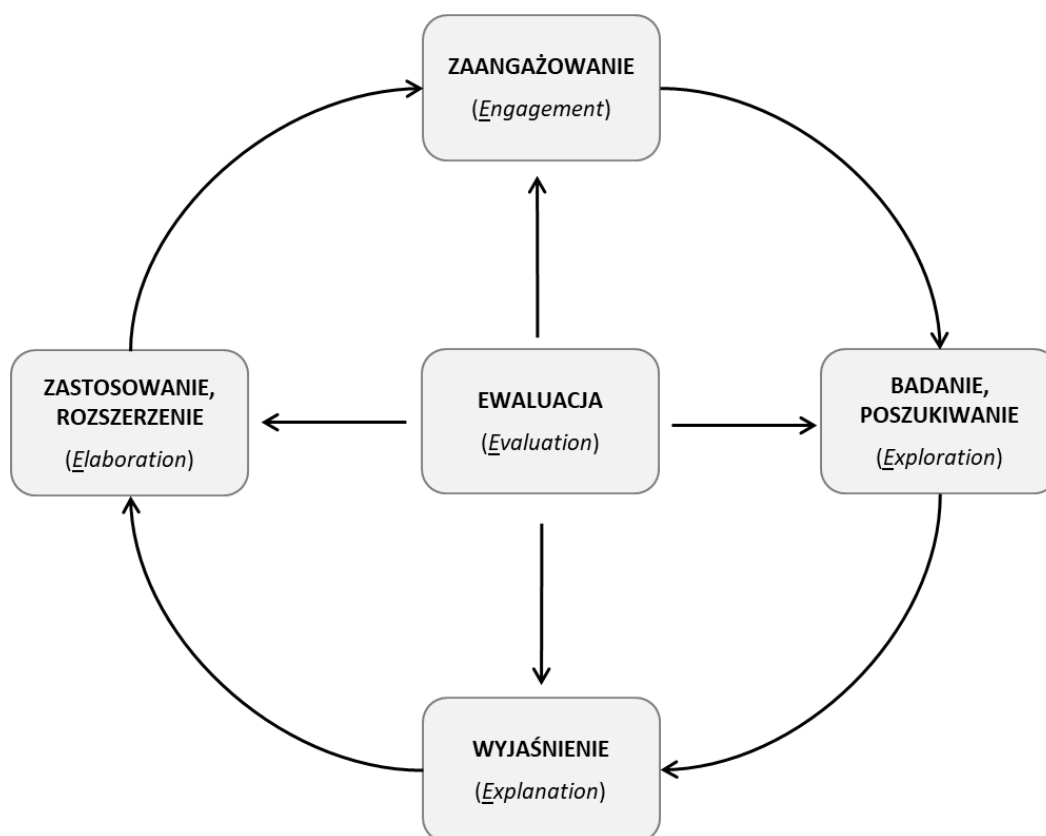 ZAANGAŻOWANIE
(Engagement)
ZASTOSOWANIE,
ROZSZERZENIE
(Elaboration)
EWALUACJA
(Evaluation)
BADANIE,
POSZUKIWANIE
(Exploration)
WYJAŚNIENIE
(Explanation)